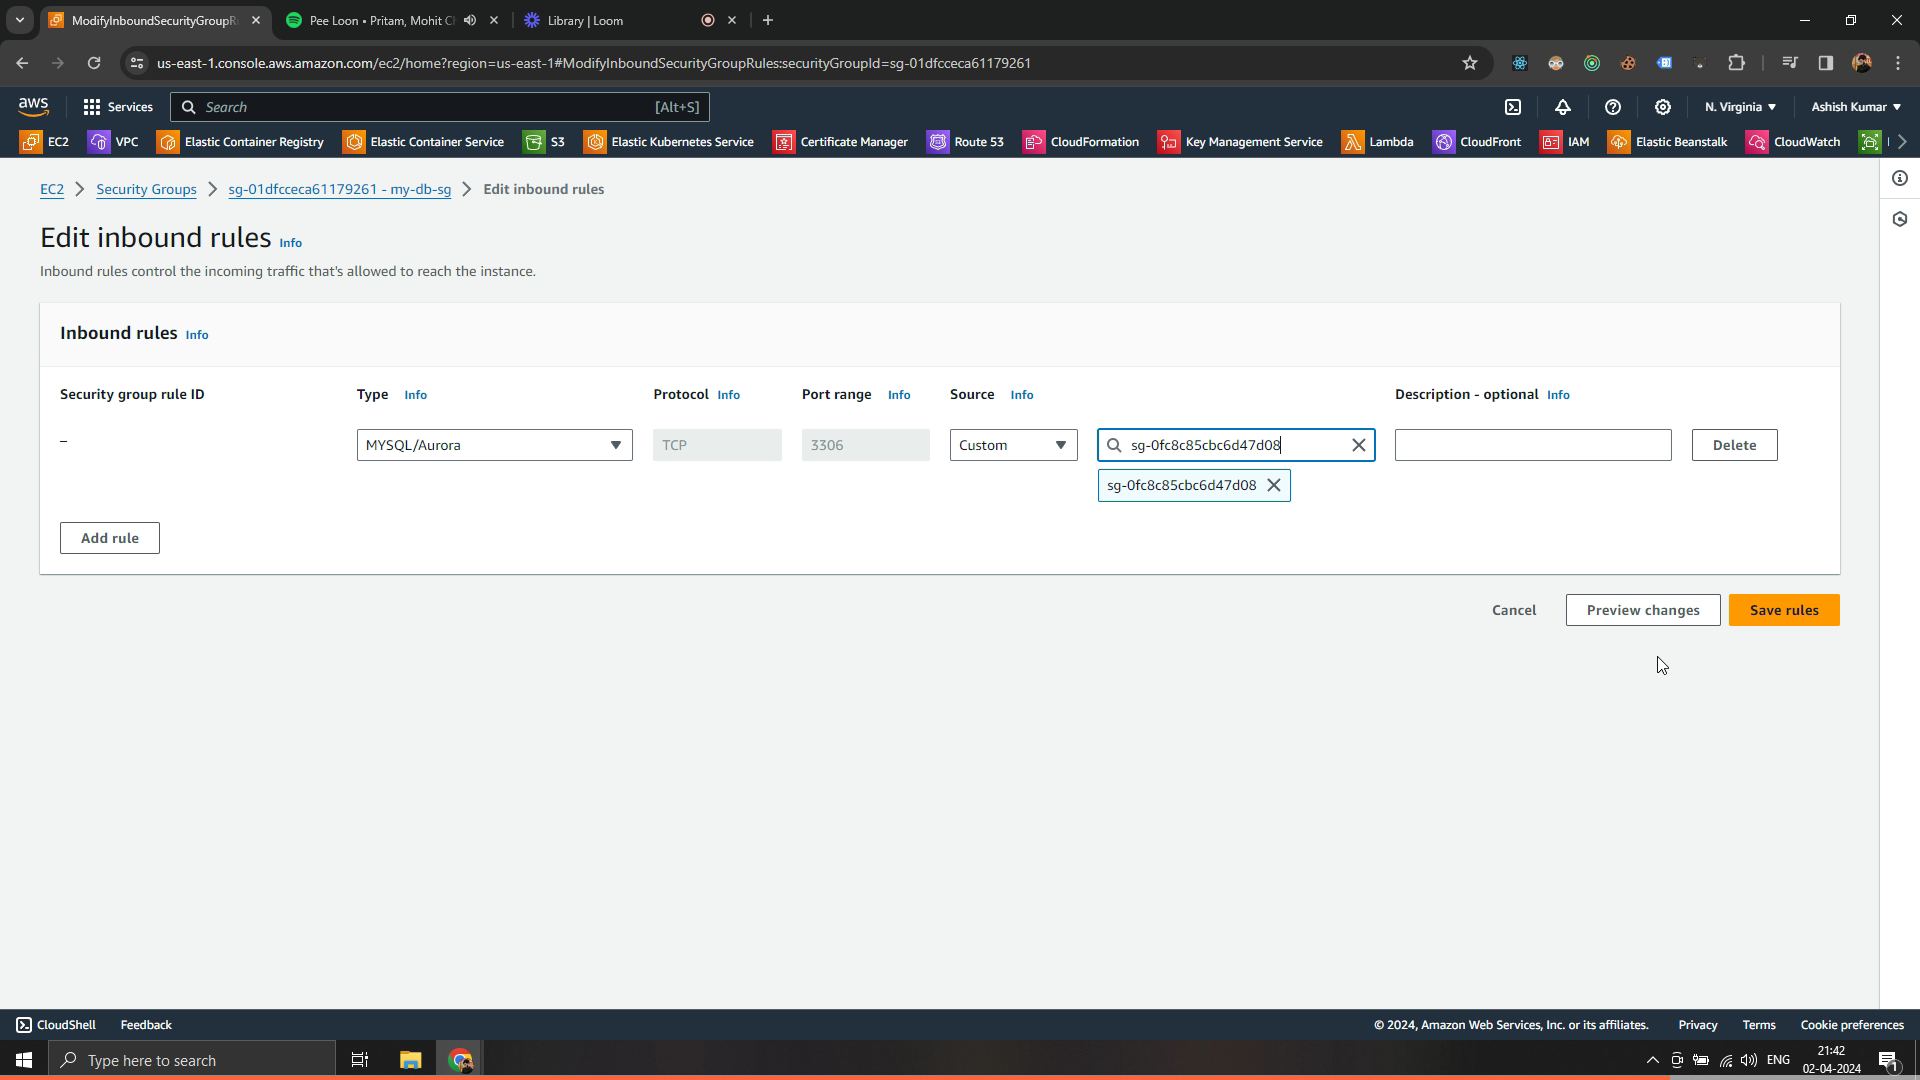 ModifyInboundSecurityGroupR
Pee Loon • Pritam, Mohit C
Library | Loom
us-east-1.console.aws.amazon.com/ec2/home?region=us-east-1#ModifyInboundSecurityGroupRules:securityGroupId=sg-01dfcceca61179261
aws
Services
Search
[Alt+S]
N. Virginia
Ashish Kumar
EC2
VPC
Elastic Container Registry
Elastic Container Service
S3
Elastic Kubernetes Service
Certificate Manager
Route 53
CloudFormation
Key Management Service
Lambda
CloudFront
IAM
Elastic Beanstalk
CloudWatch
EC2 > Security Groups > sg-01dfcceca61179261 - my-db-sg > Edit inbound rules
Edit inbound rules Info
Inbound rules control the incoming traffic that's allowed to reach the instance.
Inbound rules Info
Security group rule ID
Type Info
Protocol Info
Port range Info
Source Info
Description - optional Info
–
MYSQL/Aurora
TCP
3306
Custom
sg-0fc8c85cbc6d47d08
Delete
sg-0fc8c85cbc6d47d08
Add rule
Cancel
Preview changes
Save rules
CloudShell
Feedback
© 2024, Amazon Web Services, Inc. or its affiliates.
Privacy
Terms
Cookie preferences
Type here to search
ENG
21:42
02-04-2024
1